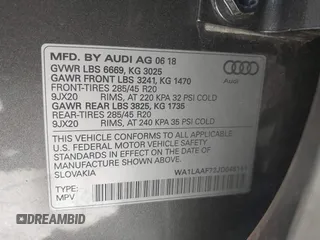 MFD. BY AUDI AG 06 18
GVWR LBS 6669, KG 3025
GAWR FRONT LBS 3241, KG 1470
FRONT-TIRES 285/45 R20
9JX20 RIMS, AT 220 KPA 32 PSI COLD
GAWR REAR LBS 3825, KG 1735
REAR-TIRES 285/45 R20
9JX20 RIMS, AT 240 KPA 35 PSI COLD
Audi
THIS VEHICLE CONFORMS TO ALL APPLICABLE
U.S. FEDERAL MOTOR VEHICLE SAFETY
STANDARDS IN EFFECT ON THE DATE OF
MANUFACTURE SHOWN ABOVE.
SLOVAKIA
TYPE:
MPV
DREAMBID